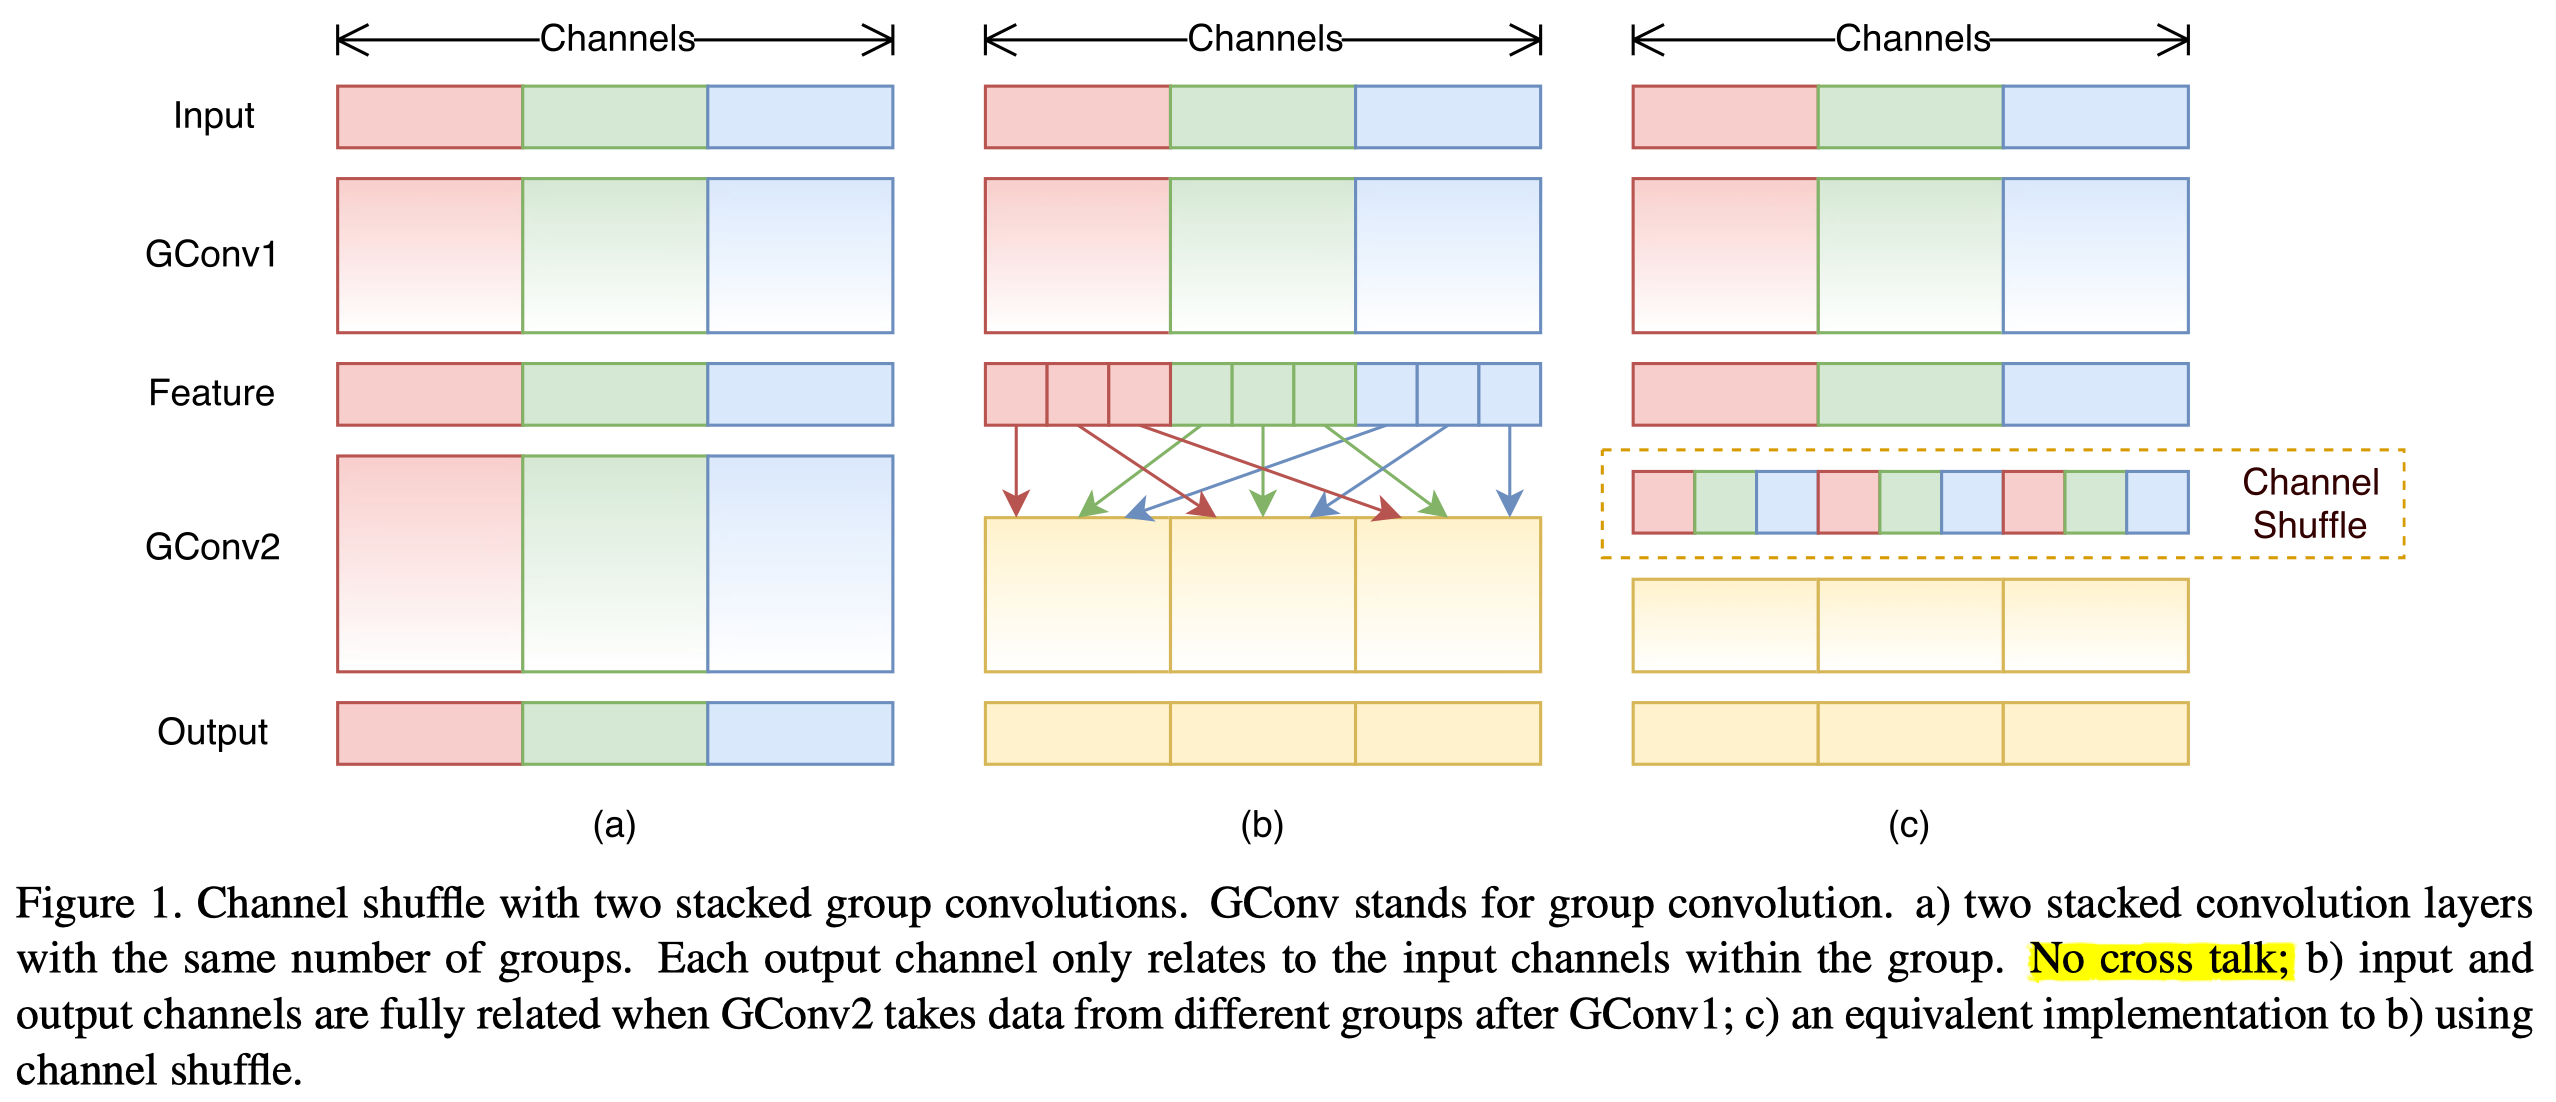 Channels Channels Channels
Input
GConv1
Feature
Channel
Shuffle
GConv2
Output
(a) (b) (c)
Figure 1. Channel shuffle with two stacked group convolutions. GConv stands for group convolution. a) two stacked convolution layers
with the same number of groups. Each output channel only relates to the input channels within the group. No cross talk; b) input and
output channels are fully related when GConv2 takes data from different groups after GConv1; c) an equivalent implementation to b) using
channel shuffle.